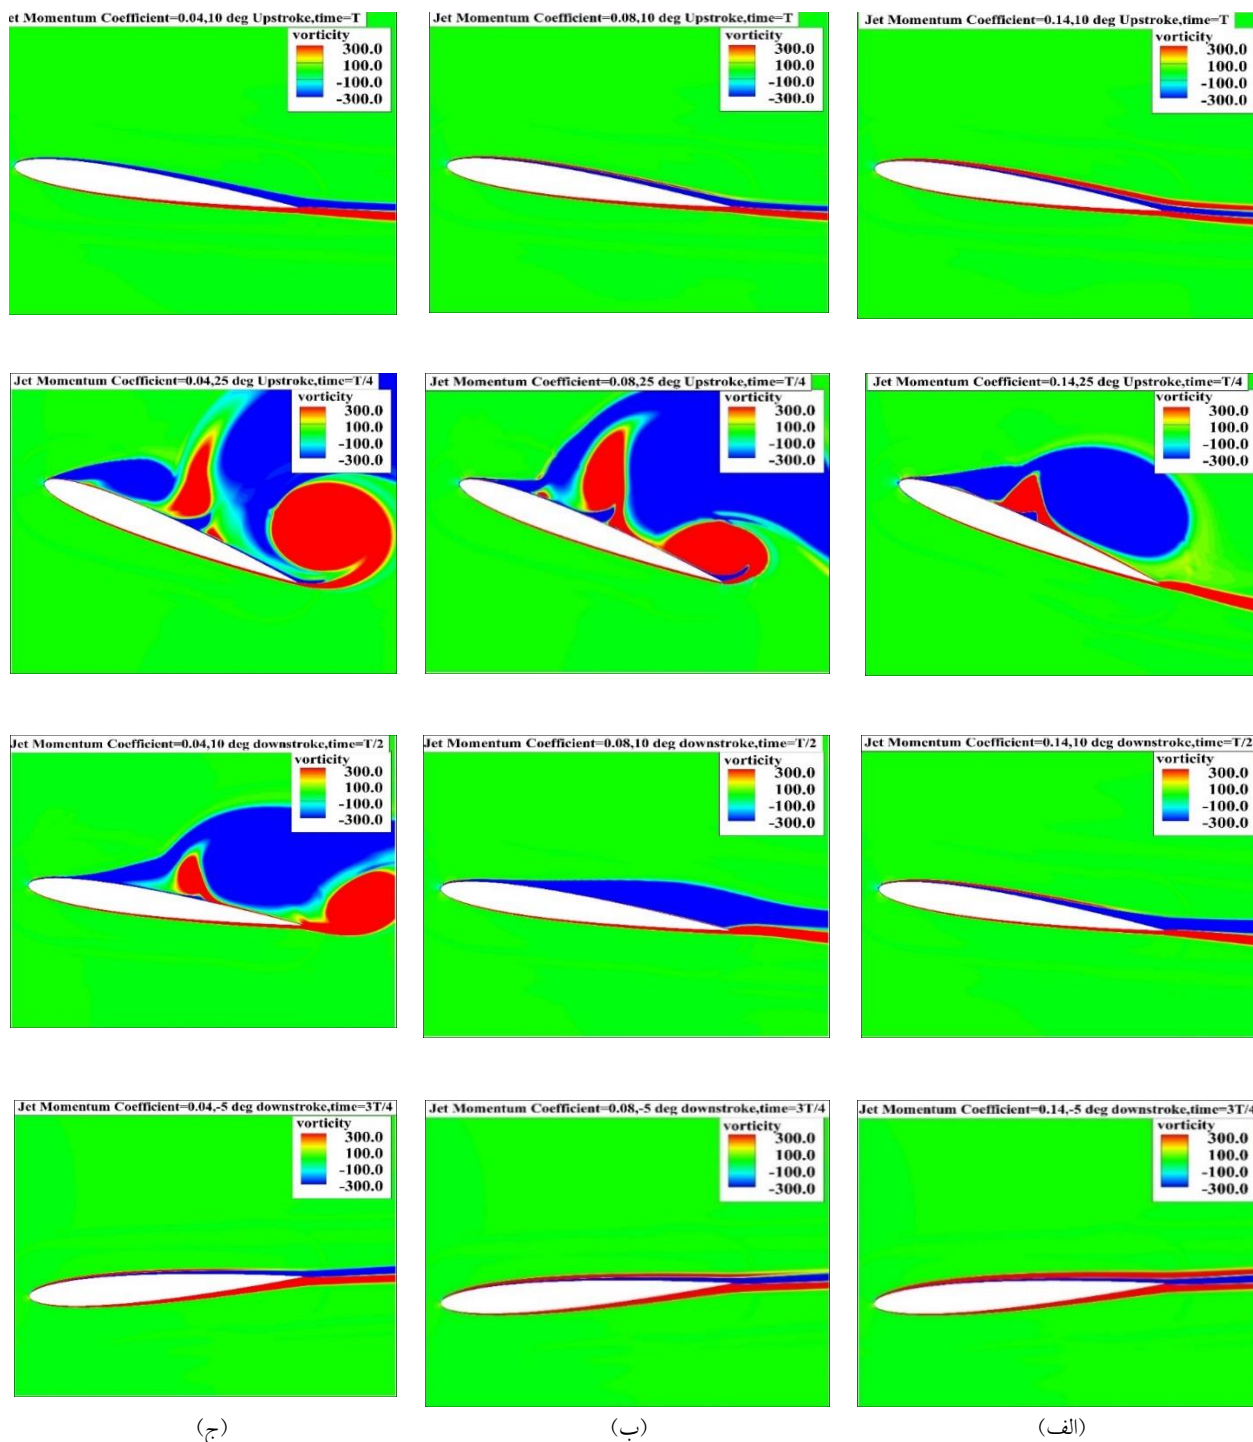 Jet Momentum Coefficient=0.04,10 deg Upstroke,time=T
vorticity
300.0
100.0
-100.0
-300.0
Jet Momentum Coefficient=0.08,10 deg Upstroke,time=T
vorticity
300.0
100.0
-100.0
-300.0
Jet Momentum Coefficient=0.14,10 deg Upstroke,time=T
vorticity
300.0
100.0
-100.0
-300.0
Jet Momentum Coefficient=0.04,25 deg Upstroke,time=T/4
vorticity
300.0
100.0
-100.0
-300.0
Jet Momentum Coefficient=0.08,25 deg Upstroke,time=T/4
vorticity
300.0
100.0
-100.0
-300.0
Jet Momentum Coefficient=0.14,25 deg Upstroke,time=T/4
vorticity
300.0
100.0
-100.0
-300.0
Jet Momentum Coefficient=0.04,10 deg downstroke,time=T/2
vorticity
300.0
100.0
-100.0
-300.0
Jet Momentum Coefficient=0.08,10 deg downstroke,time=T/2
vorticity
300.0
100.0
-100.0
-300.0
Jet Momentum Coefficient=0.14,10 deg downstroke,time=T/2
vorticity
300.0
100.0
-100.0
-300.0
Jet Momentum Coefficient=0.04,-5 deg downstroke,time=3T/4
vorticity
300.0
100.0
-100.0
-300.0
Jet Momentum Coefficient=0.08,-5 deg downstroke,time=3T/4
vorticity
300.0
100.0
-100.0
-300.0
Jet Momentum Coefficient=0.14,-5 deg downstroke,time=3T/4
vorticity
300.0
100.0
-100.0
-300.0
(الف)
(ب)
(ج)